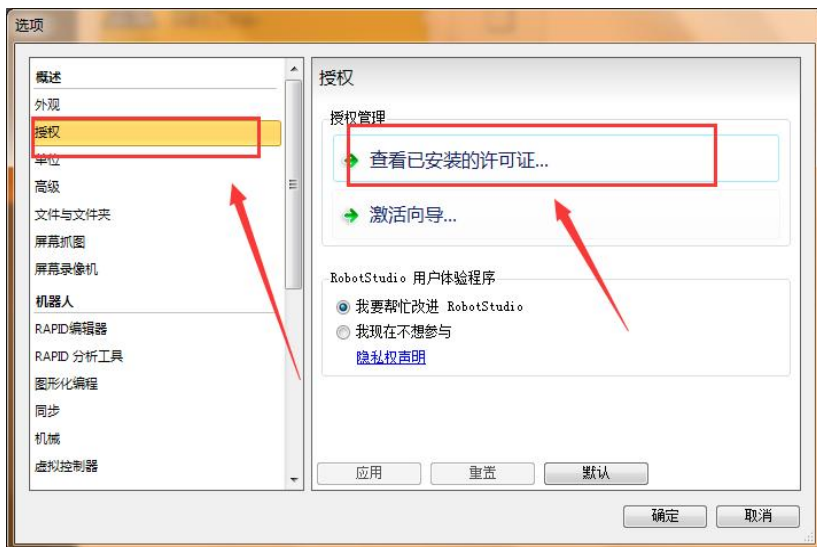 选项
概述
外观
授权
单位
高级
文件与文件夹
屏幕抓图
屏幕录像机
机器人
RAPID编辑器
RAPID 分析工具
图形化编程
同步
机械
虚拟控制器
授权
授权管理
查看已安装的许可证...
激活向导...
RobotStudio 用户体验程序
我要帮忙改进 RobotStudio
我现在不想参与
隐私权声明
应用 重置 默认
确定 取消